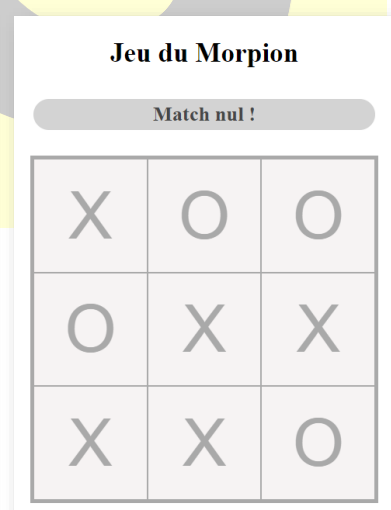 Jeu du Morpion
Match nul !
X O O
O X X
X X O